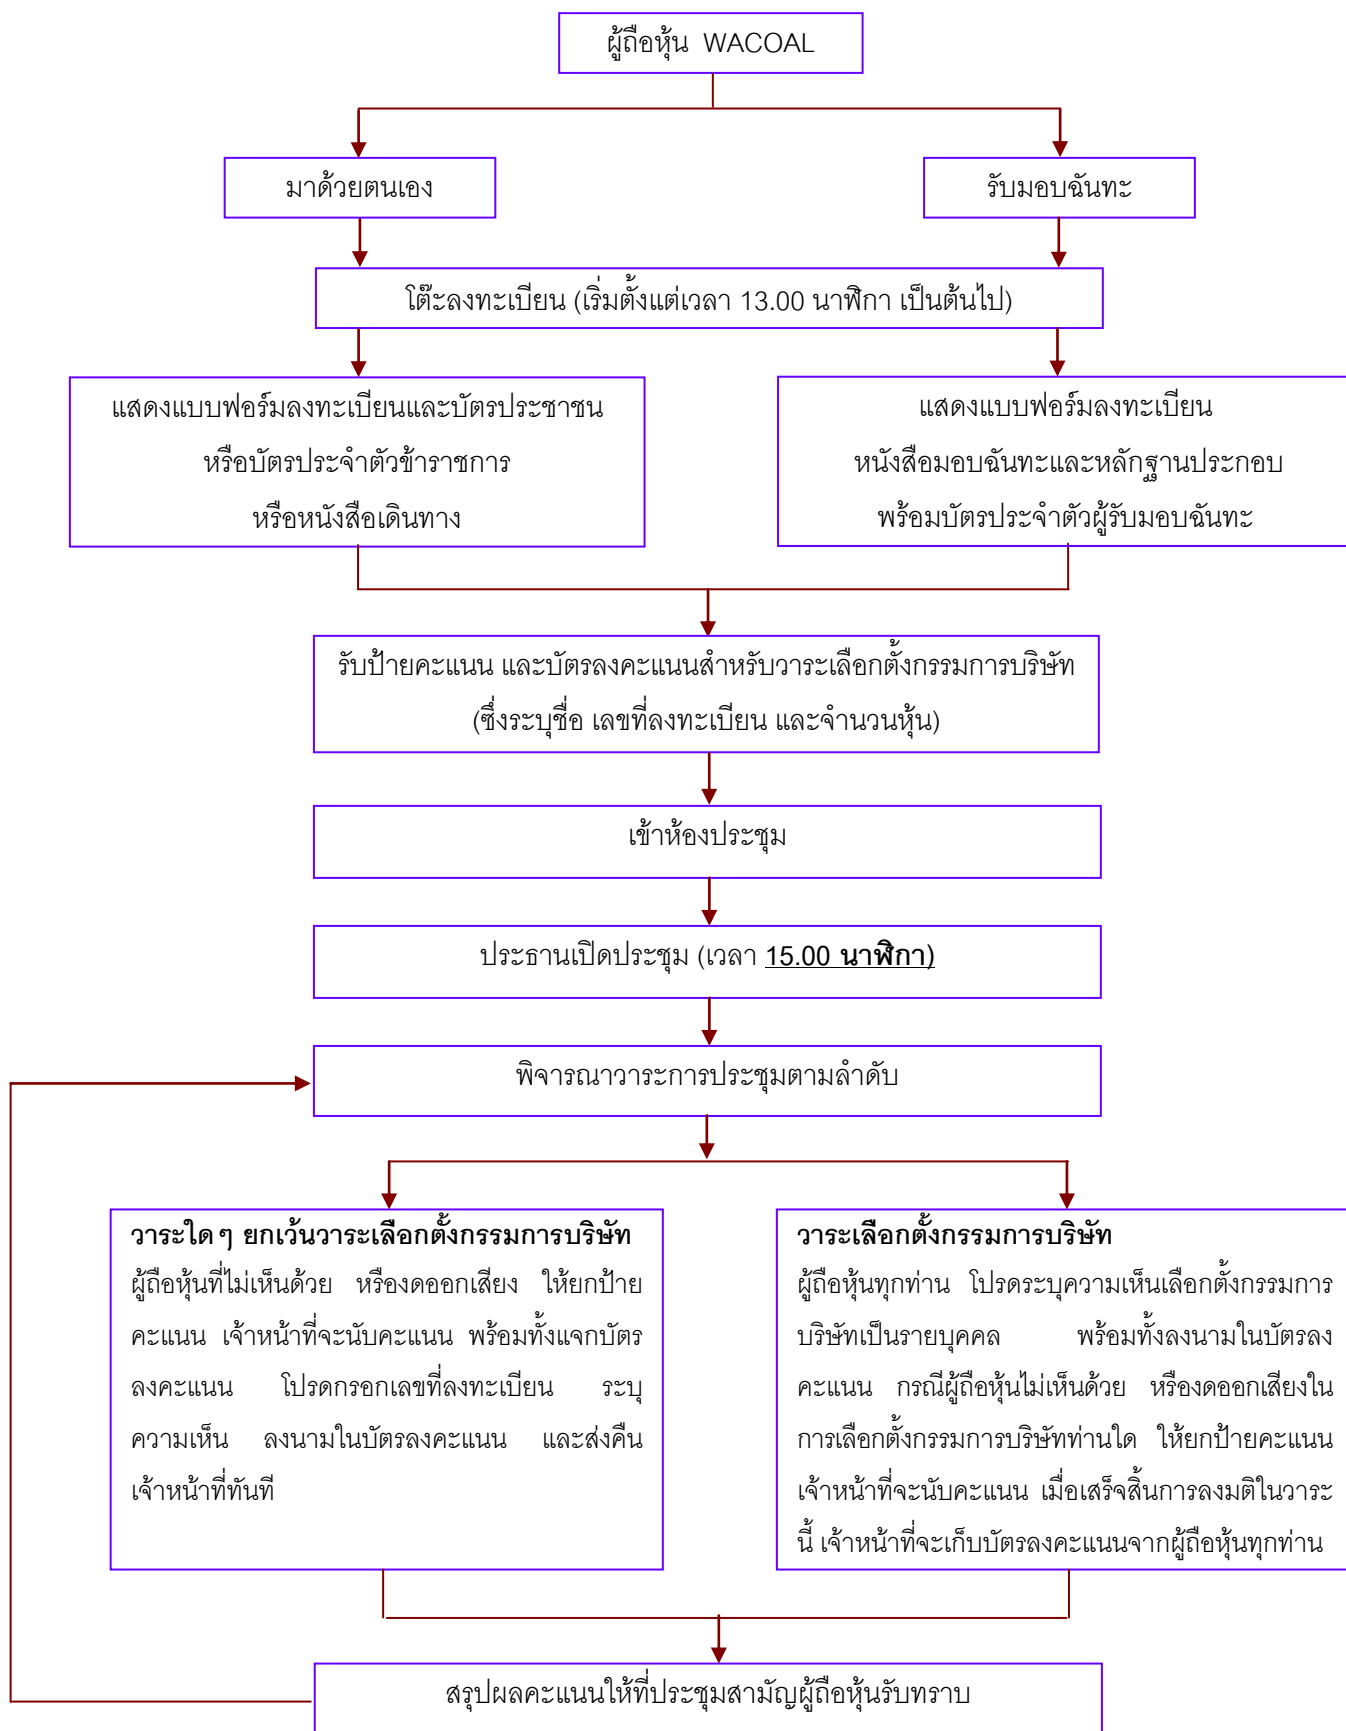 ผู้ถือหุ้น WACOAL
มาด้วยตนเอง
รับมอบฉันทะ
โต๊ะลงทะเบียน (เริ่มตั้งแต่เวลา 13.00 นาฬิกา เป็นต้นไป)
แสดงแบบฟอร์มลงทะเบียนและบัตรประชาชน
หรือบัตรประจำตัวข้าราชการ
หรือหนังสือเดินทาง
แสดงแบบฟอร์มลงทะเบียน
หนังสือมอบฉันทะและหลักฐานประกอบ
พร้อมบัตรประจำตัวผู้รับมอบฉันทะ
รับป้ายคะแนน และบัตรลงคะแนนสำหรับวาระเลือกตั้งกรรมการบริษัท
(ซึ่งระบุชื่อ เลขที่ลงทะเบียน และจำนวนหุ้น)
เข้าห้องประชุม
ประธานเปิดประชุม (เวลา 15.00 นาฬิกา)
พิจารณาวาระการประชุมตามลำดับ
วาระใด ๆ ยกเว้นวาระเลือกตั้งกรรมการบริษัท
ผู้ถือหุ้นที่ไม่เห็นด้วย หรืองดออกเสียง ให้ยกป้าย
คะแนน เจ้าหน้าที่จะนับคะแนน พร้อมทั้งแจกบัตร
ลงคะแนน โปรดกรอกเลขที่ลงทะเบียน ระบุ
ความเห็น ลงนามในบัตรลงคะแนน และส่งคืน
เจ้าหน้าที่ทันที
วาระเลือกตั้งกรรมการบริษัท
ผู้ถือหุ้นทุกท่าน โปรดระบุความเห็นเลือกตั้งกรรมการ
บริษัทเป็นรายบุคคล พร้อมทั้งลงนามในบัตรลง
คะแนน กรณีผู้ถือหุ้นไม่เห็นด้วย หรืองดออกเสียงใน
การเลือกตั้งกรรมการบริษัทท่านใด ให้ยกป้ายคะแนน
เจ้าหน้าที่จะนับคะแนน เมื่อเสร็จสิ้นการลงมติในวาระ
นี้ เจ้าหน้าที่จะเก็บบัตรลงคะแนนจากผู้ถือหุ้นทุกท่าน
สรุปผลคะแนนให้ที่ประชุมสามัญผู้ถือหุ้นรับทราบ